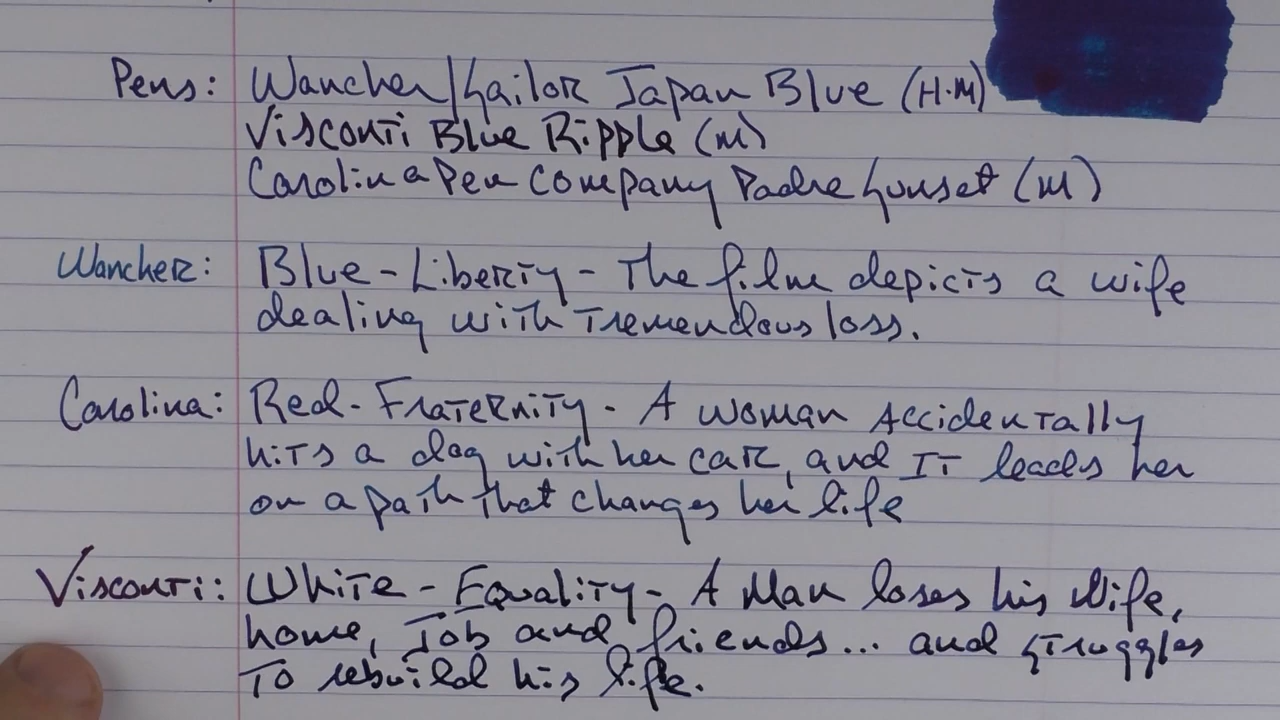 Pens: Wancher/Sailor Japan Blue (H·M)
Visconti Blue Ripple (M)
Carolina Pen Company Padre Sunset (M)
Wancher: Blue - Liberty - The film depicts a wife
dealing with tremendous loss.
Carolina: Red - Fraternity - A woman accidentally
hits a dog with her car, and it leads her
on a path that changes her life
Visconti: White - Equality - A man loses his wife,
home, job and friends... and struggles
to rebuild his life.